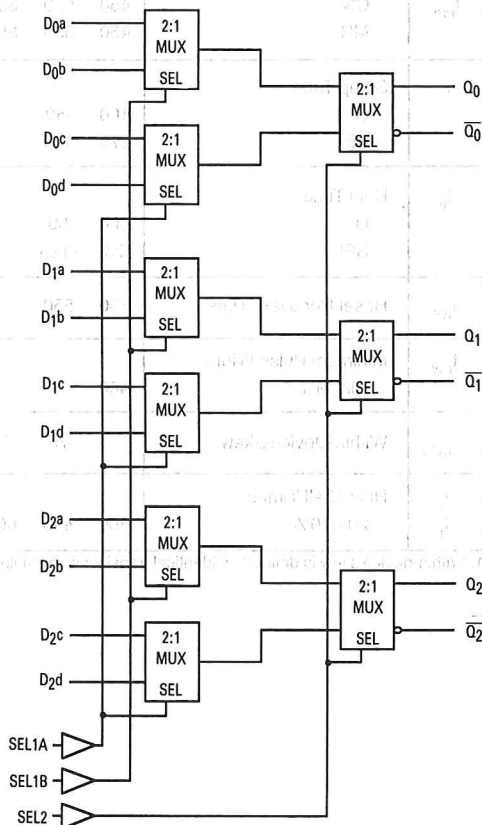 D0a
2:1
MUX
SEL
D0b
D0c
2:1
MUX
SEL
D0d
2:1
MUX
SEL
Q0
Q0
D1a
2:1
MUX
SEL
D1b
D1c
2:1
MUX
SEL
D1d
2:1
MUX
SEL
Q1
Q1
D2a
2:1
MUX
SEL
D2b
D2c
2:1
MUX
SEL
D2d
2:1
MUX
SEL
Q2
Q2
SEL1A
SEL1B
SEL2